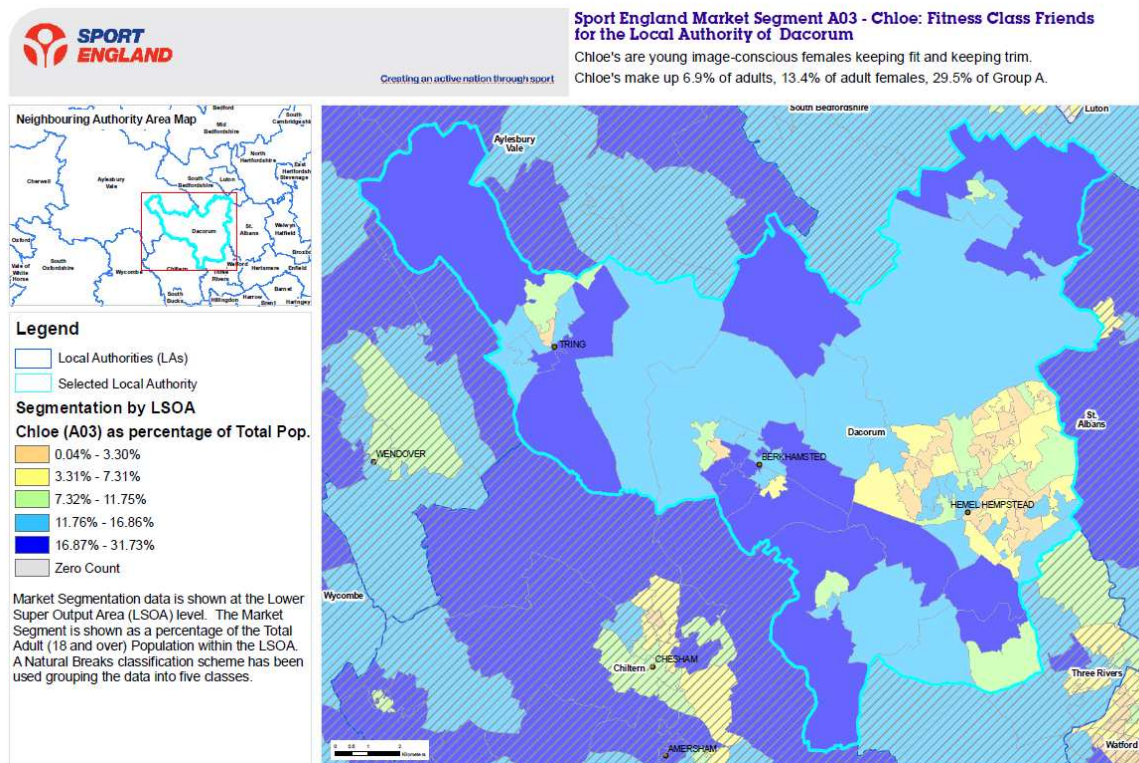 SPORT
ENGLAND
Creating an active nation through sport
Sport England Market Segment A03 - Chloe: Fitness Class Friends
for the Local Authority of Dacorum
Chloe's are young image-conscious females keeping fit and keeping trim.
Chloe's make up 6.9% of adults, 13.4% of adult females, 29.5% of Group A.
Neighbouring Authority Area Map
Bedford
South
Cambridgeshire
Mid
Bedfordshire
North
Hertfordshire
East
Hertfordshire
Stevenage
Cherwell
Aylesbury
Vale
South
Bedfordshire
Luton
Dacorum
St.
Albans
Welwyn
Hatfield
Oxford
South
Oxfordshire
Vale of
White
Horse
Wycombe
Chiltern
Three
Rivers
Watford
Hertsmere
Enfield
South
Bucks
Hillingdon
Harrow
Brent
Barnet
Haringey
Legend
Local Authorities (LAs)
Selected Local Authority
Segmentation by LSOA
Chloe (A03) as percentage of Total Pop.
0.04% - 3.30%
3.31% - 7.31%
7.32% - 11.75%
11.76% - 16.86%
16.87% - 31.73%
Zero Count
Market Segmentation data is shown at the Lower
Super Output Area (LSOA) level. The Market
Segment is shown as a percentage of the Total
Adult (18 and over) Population within the LSOA.
A Natural Breaks classification scheme has been
used grouping the data into five classes.
South Bedfordshire
Luton
Aylesbury
Vale
TRING
WENDOVER
Dacorum
St.
Albans
BERKHAMSTED
HEMEL HEMPSTEAD
Wycombe
Chiltern
CHESHAM
Three Rivers
AMERSHAM
Watford
0 0.5 1 2
Kilometers